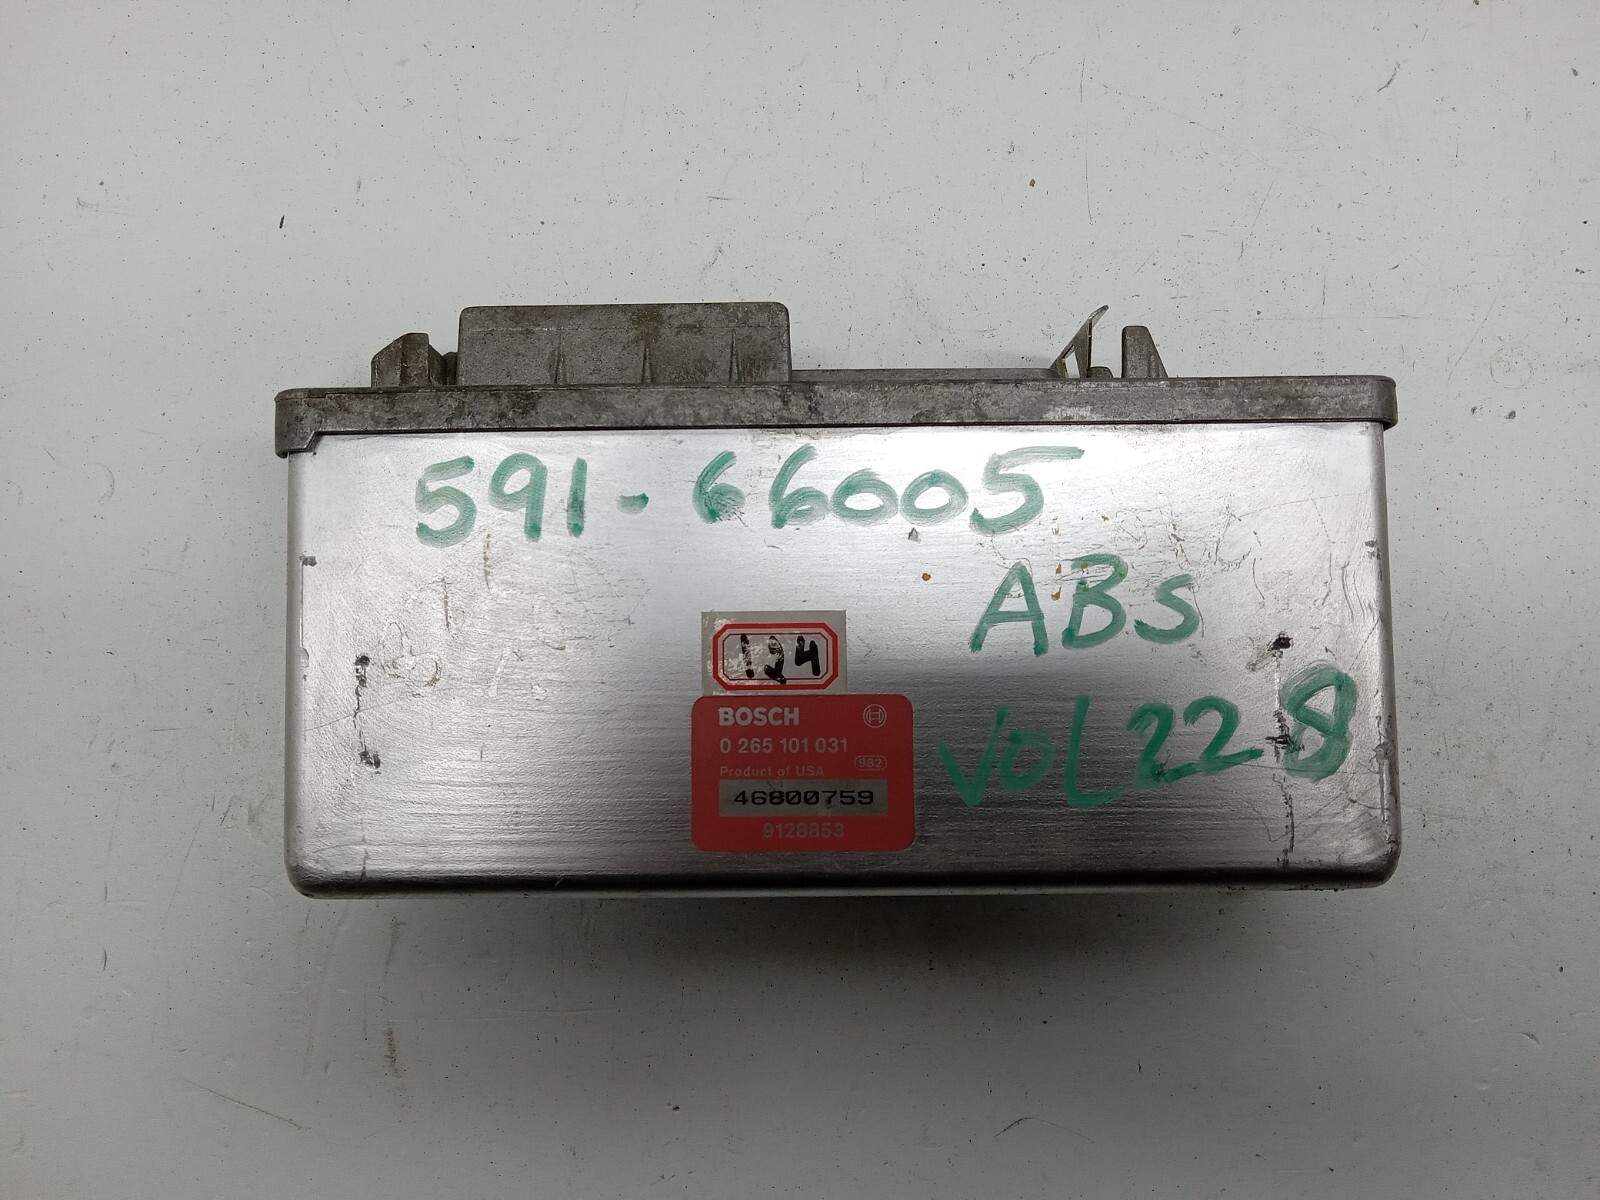 591-66005
ABS
124
VOL228
BOSCH
0 265 101 031
Product of USA 982
46800759
9128853